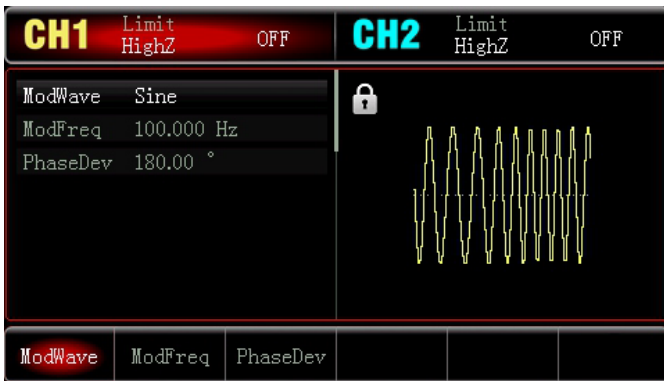 CH1 Limit HighZ OFF CH2 Limit HighZ OFF
ModWave Sine
ModFreq 100.000 Hz
PhaseDev 180.00 °
ModWave ModFreq PhaseDev